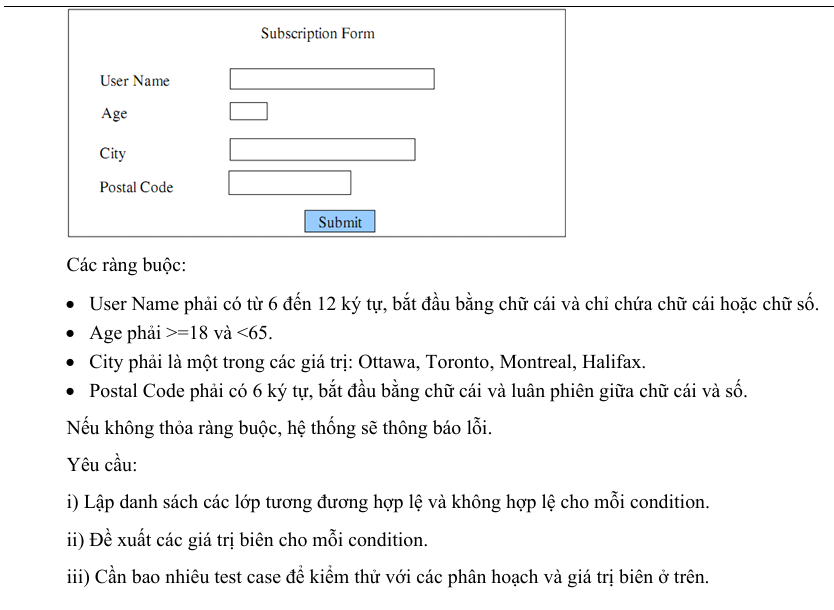 Subscription Form
User Name
Age
City
Postal Code
Submit
Các ràng buộc:
• User Name phải có từ 6 đến 12 ký tự, bắt đầu bằng chữ cái và chỉ chứa chữ cái hoặc chữ số.
• Age phải >=18 và <65.
• City phải là một trong các giá trị: Ottawa, Toronto, Montreal, Halifax.
• Postal Code phải có 6 ký tự, bắt đầu bằng chữ cái và luân phiên giữa chữ cái và số.
Nếu không thỏa ràng buộc, hệ thống sẽ thông báo lỗi.
Yêu cầu:
i) Lập danh sách các lớp tương đương hợp lệ và không hợp lệ cho mỗi condition.
ii) Đề xuất các giá trị biên cho mỗi condition.
iii) Cần bao nhiêu test case để kiểm thử với các phân hoạch và giá trị biên ở trên.